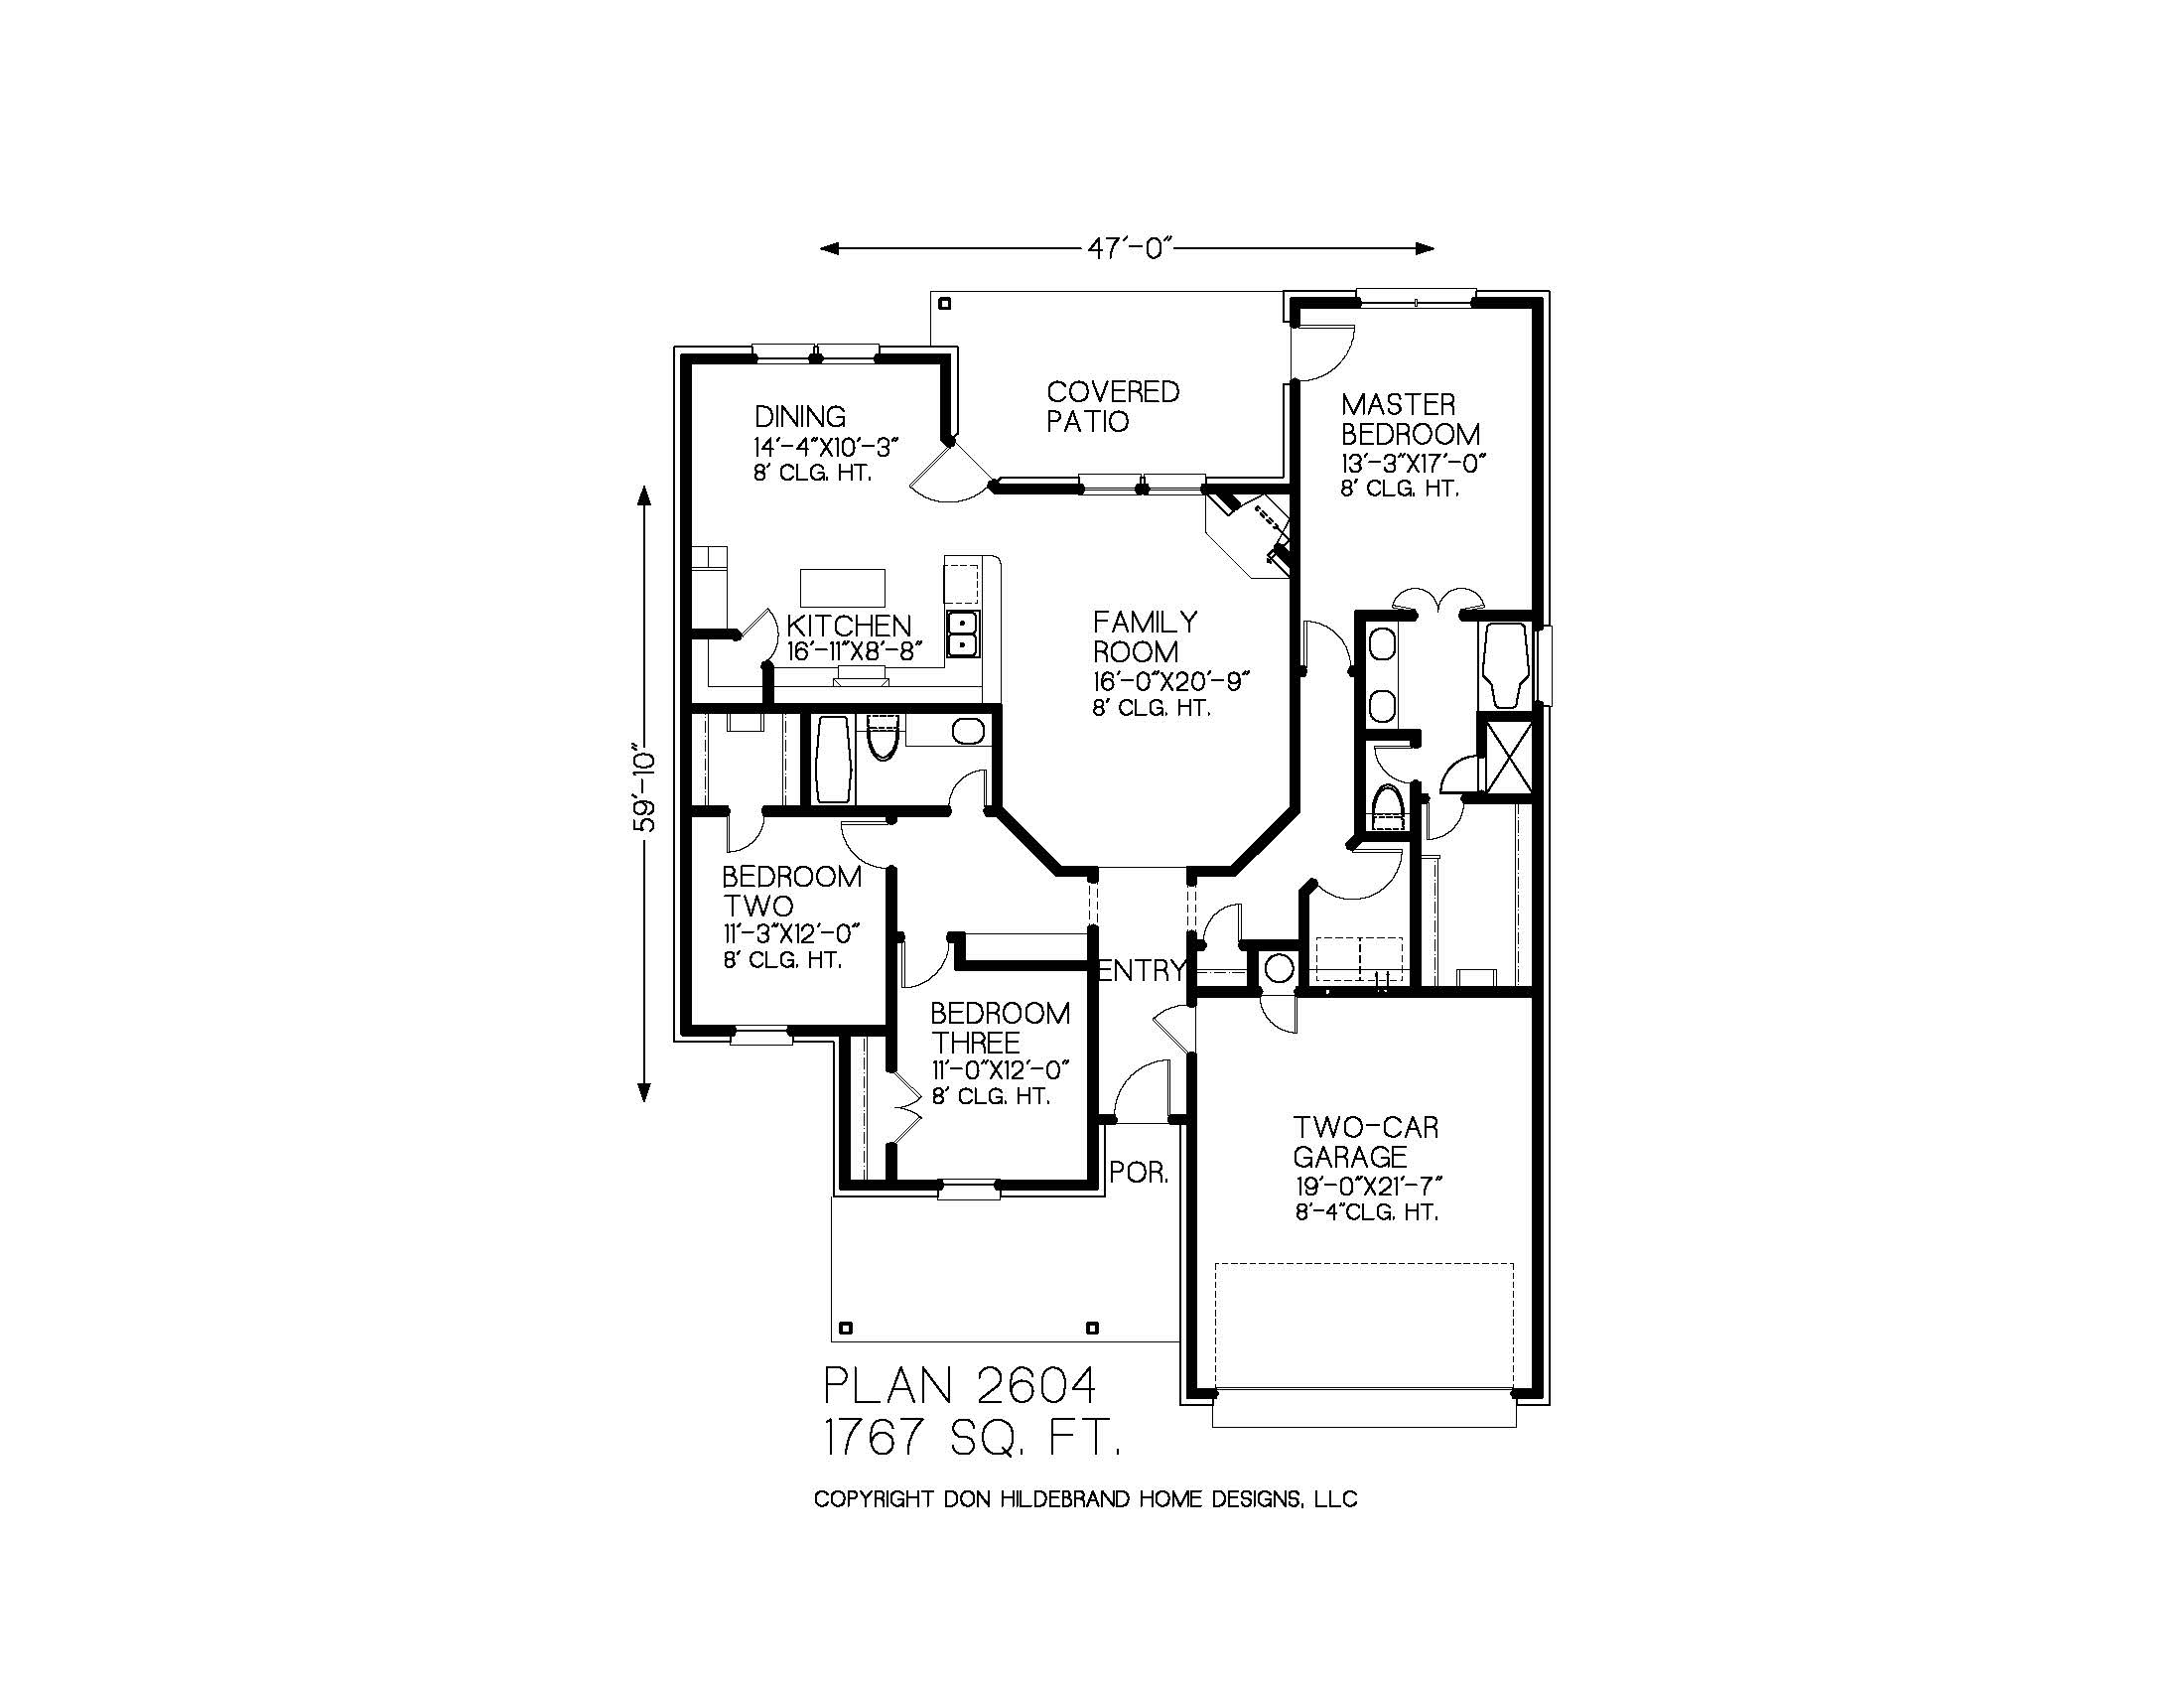 47'-0"
COVERED
PATIO
MASTER
BEDROOM
13'-3"X17'-0"
8' CLG. HT.
DINING
14'-4"X10'-3"
8' CLG. HT.
KITCHEN
16'-11"X8'-8"
FAMILY
ROOM
16'-0"X20'-9"
8' CLG. HT.
59'-10"
BEDROOM
TWO
11'-3"X12'-0"
8' CLG. HT.
ENTRY
BEDROOM
THREE
11'-0"X12'-0"
8' CLG. HT.
POR.
TWO-CAR
GARAGE
19'-0"X21'-7"
8'-4"CLG. HT.
PLAN 2604
1767 SQ. FT.
COPYRIGHT DON HILDEBRAND HOME DESIGNS, LLC